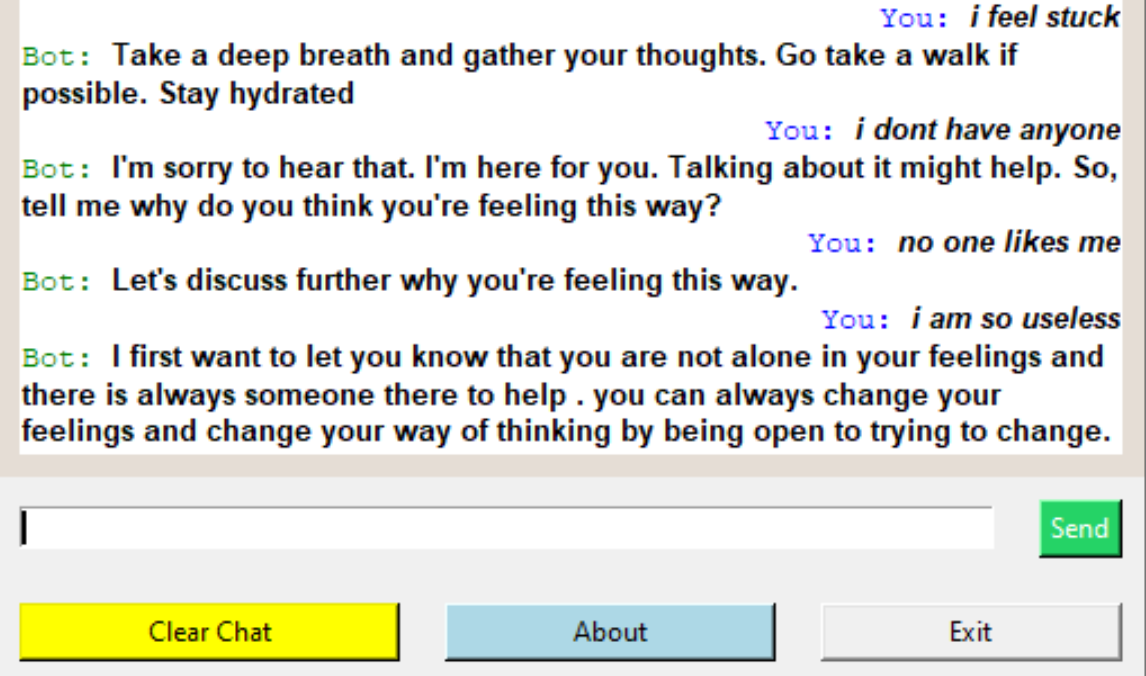 You: i feel stuck
Bot: Take a deep breath and gather your thoughts. Go take a walk if
possible. Stay hydrated
You: i dont have anyone
Bot: I'm sorry to hear that. I'm here for you. Talking about it might help. So,
tell me why do you think you're feeling this way?
You: no one likes me
Bot: Let's discuss further why you're feeling this way.
You: i am so useless
Bot: I first want to let you know that you are not alone in your feelings and
there is always someone there to help . you can always change your
feelings and change your way of thinking by being open to trying to change.
Send
Clear Chat
About
Exit